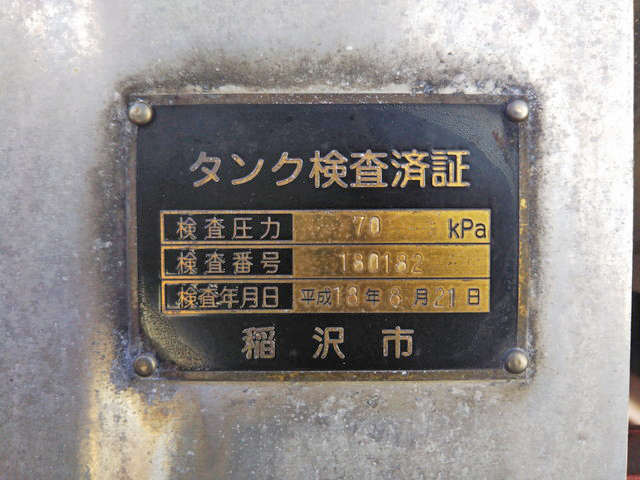 タンク検査済証
検査圧力 70 kPa
検査番号 180182
検査年月日 平成18年8月21日
稲沢市